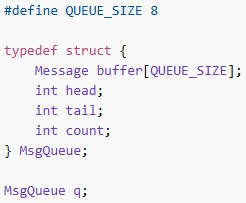 #define QUEUE_SIZE 8

typedef struct {
    Message buffer[QUEUE_SIZE];
    int head;
    int tail;
    int count;
} MsgQueue;

MsgQueue q;